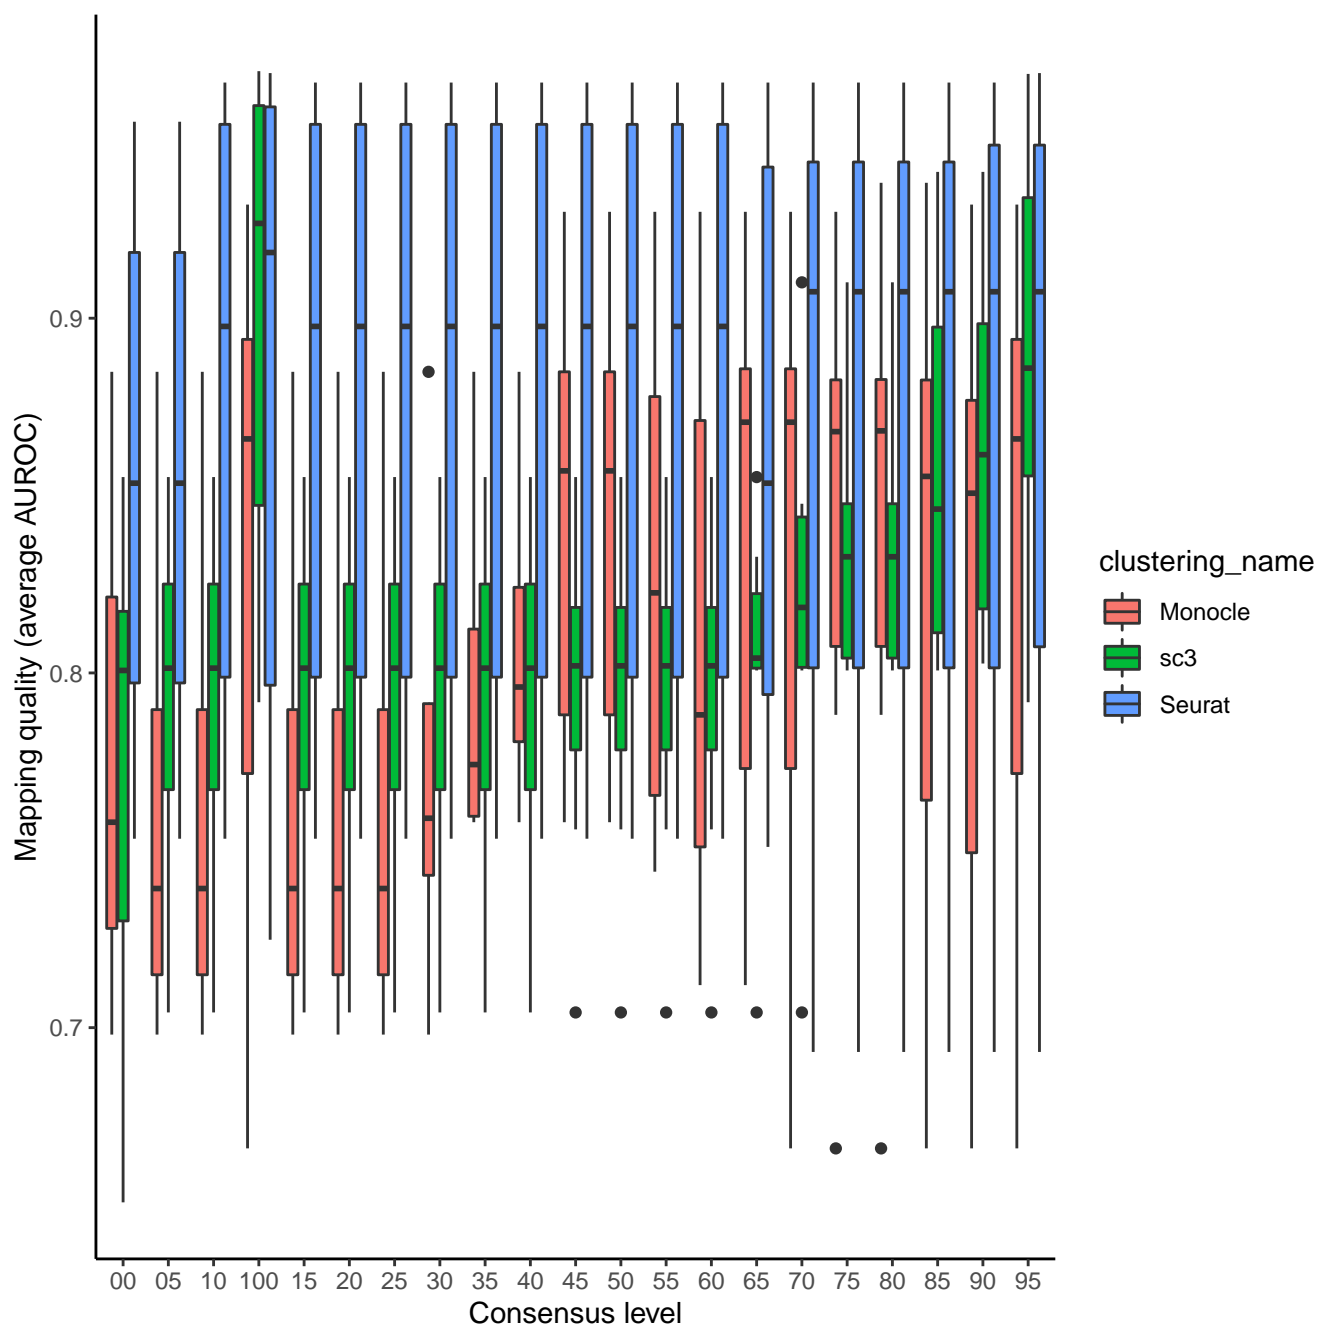 Mapping quality (average AUROC)
0.9
0.8
0.7
00 05 10 100 15 20 25 30 35 40 45 50 55 60 65 70 75 80 85 90 95
Consensus level
clustering_name
Monocle
sc3
Seurat